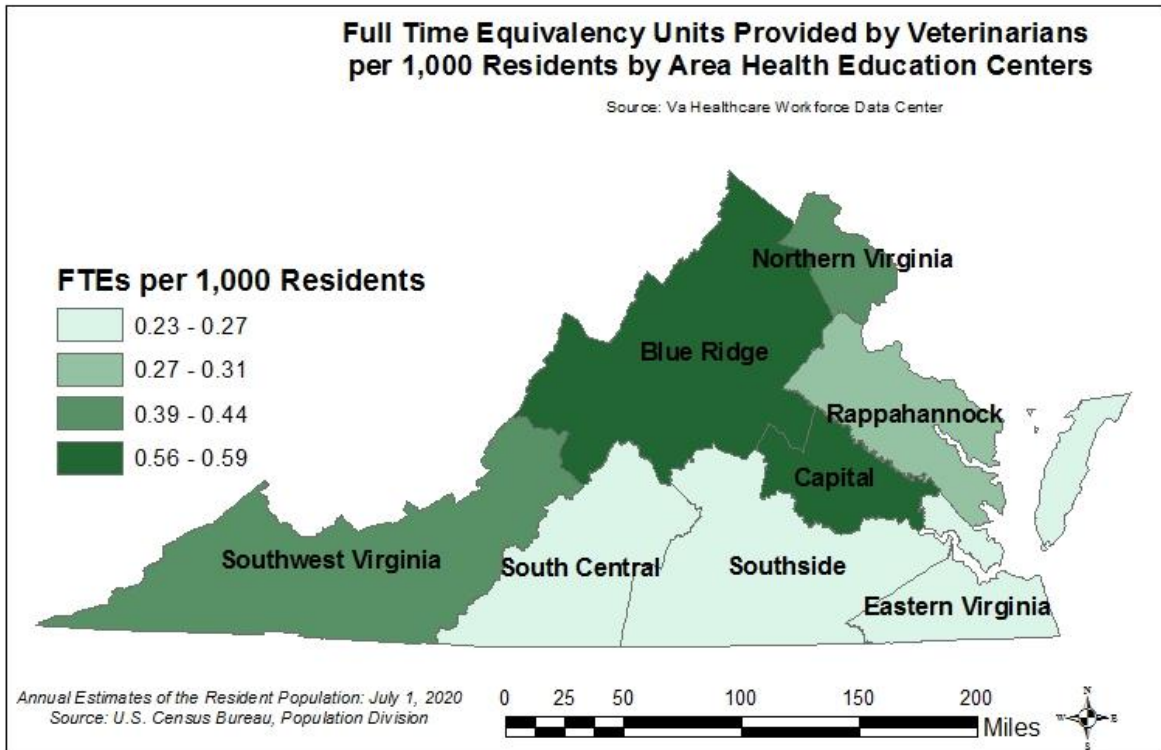 Full Time Equivalency Units Provided by Veterinarians
per 1,000 Residents by Area Health Education Centers
Source: Va Healthcare Workforce Data Center
FTEs per 1,000 Residents
0.23 - 0.27
0.27 - 0.31
0.39 - 0.44
0.56 - 0.59
Northern Virginia
Blue Ridge
Rappahannock
Capital
Southwest Virginia
South Central
Southside
Eastern Virginia
Annual Estimates of the Resident Population: July 1, 2020
Source: U.S. Census Bureau, Population Division
0 25 50 100 150 200
Miles
N
W E
S